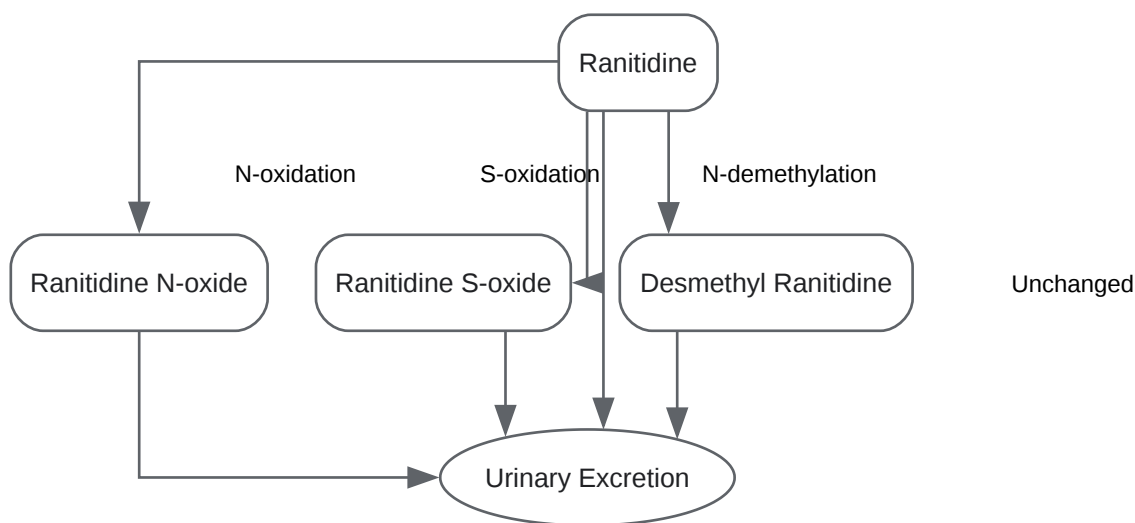 Ranitidine
N-oxidation
S-oxidation
N-demethylation
Ranitidine N-oxide
Ranitidine S-oxide
Desmethyl Ranitidine
Unchanged
Urinary Excretion